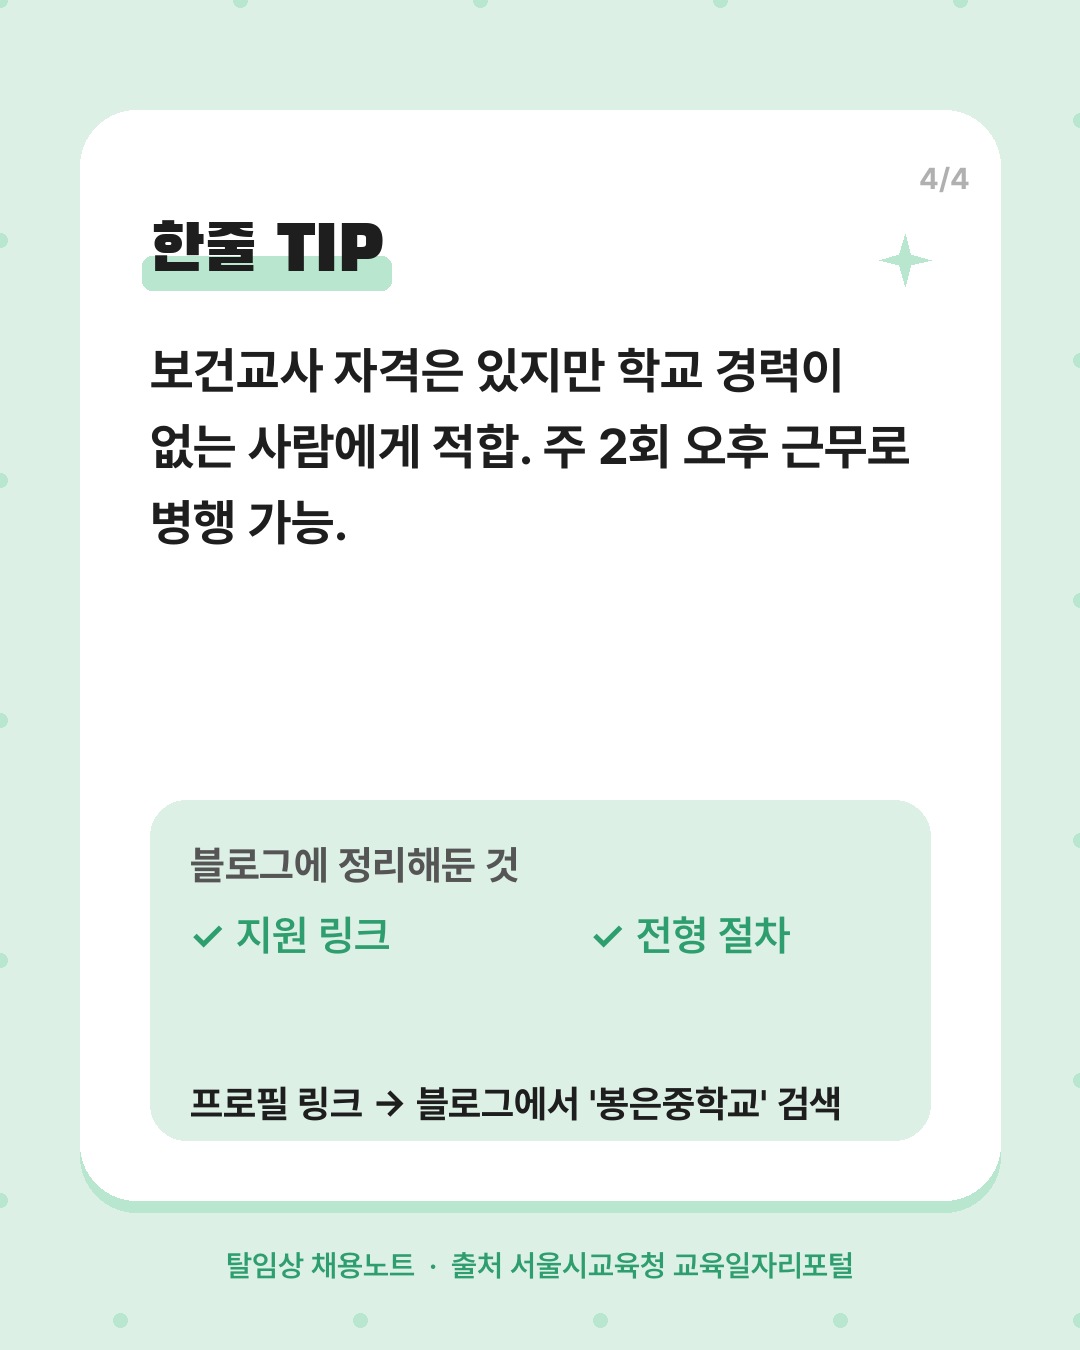 4/4
한줄 TIP
보건교사 자격은 있지만 학교 경력이
없는 사람에게 적합. 주 2회 오후 근무로
병행 가능.
블로그에 정리해둔 것
✓ 지원 링크 ✓ 전형 절차
프로필 링크 → 블로그에서 '봉은중학교' 검색
탈임상 채용노트 · 출처 서울시교육청 교육일자리포털